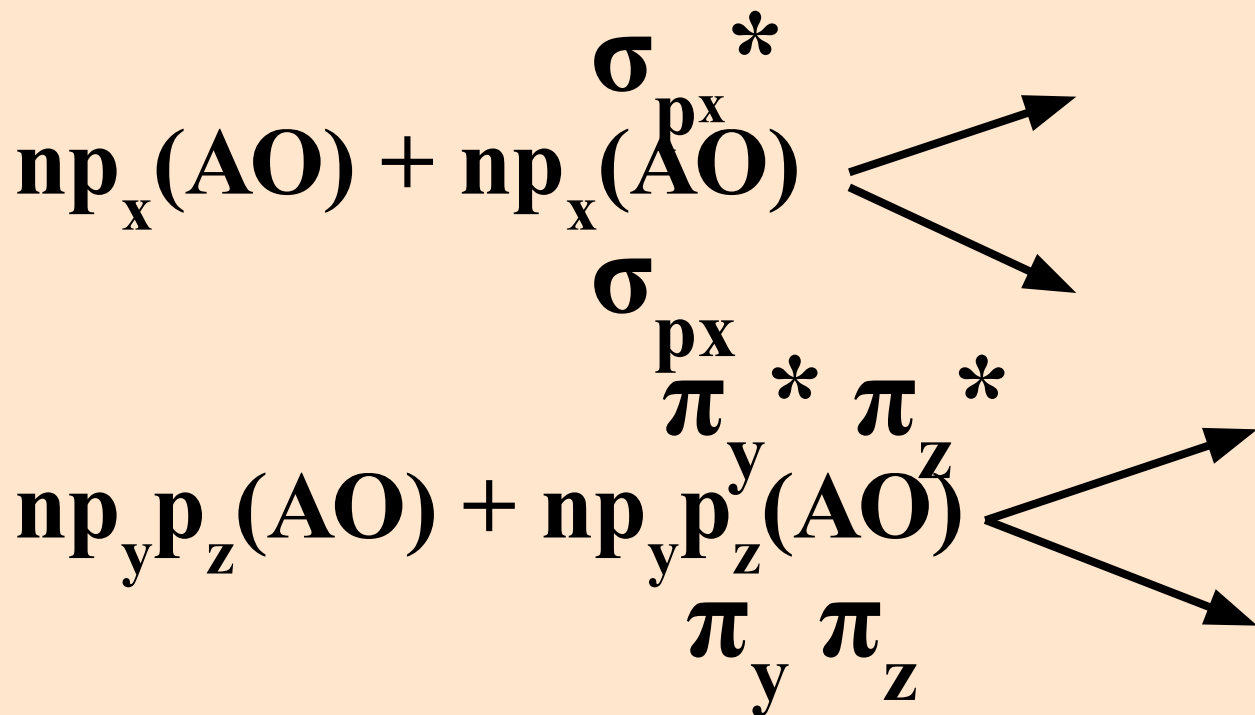 σpx*
npx(AO) + npx(AO)
σpx
πy* πz*
npypz(AO) + npypz(AO)
πy πz